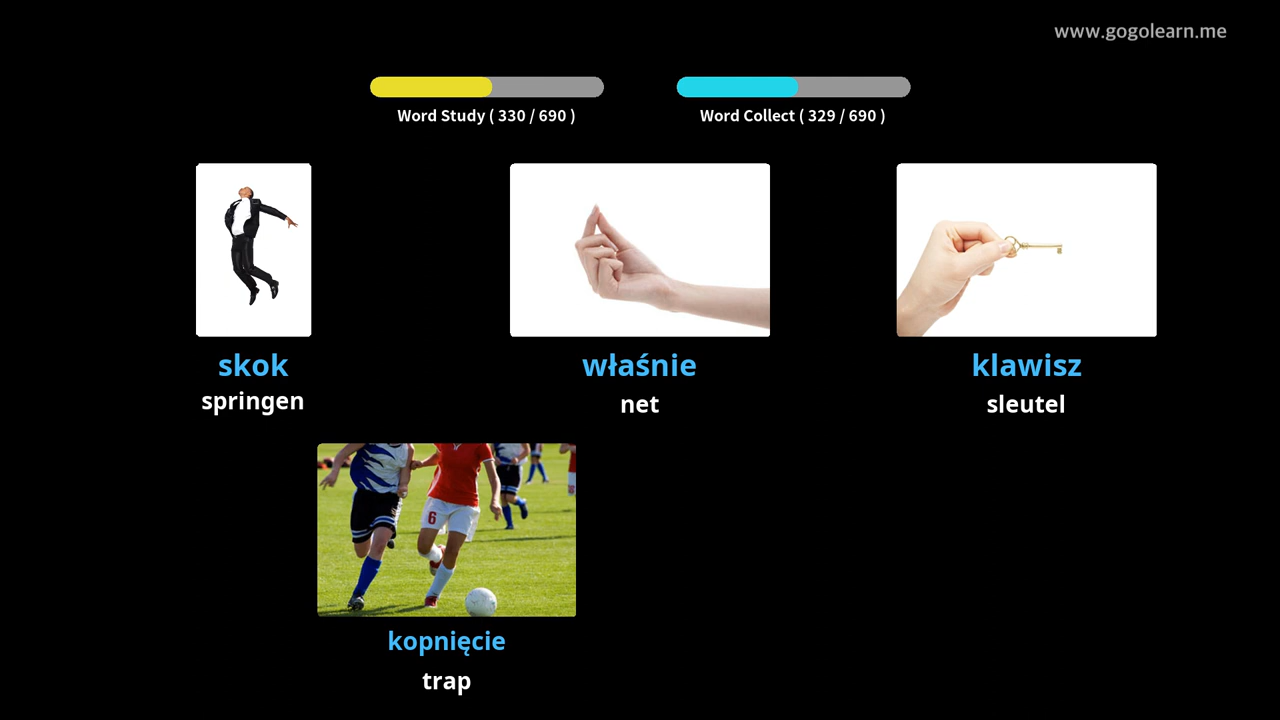 www.gogolearn.me
Word Study ( 330 / 690 )
Word Collect ( 329 / 690 )
skok
springen
właśnie
net
klawisz
sleutel
6
kopnięcie
trap